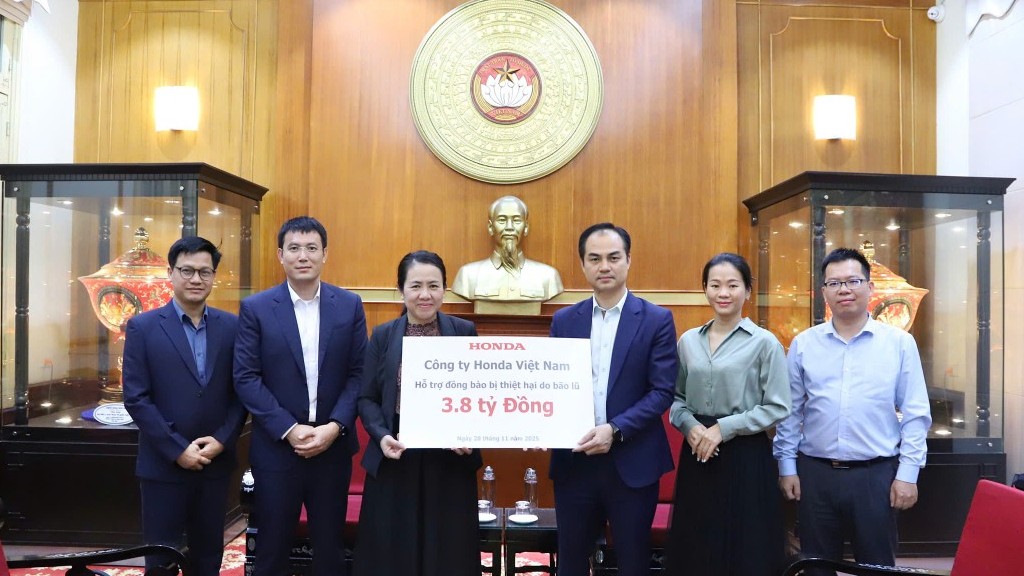 HONDA
Công ty Honda Việt Nam
Hỗ trợ đồng bào bị thiệt hại do bão lũ
3.8 tỷ Đồng
Ngày 28 tháng 11 năm 2025